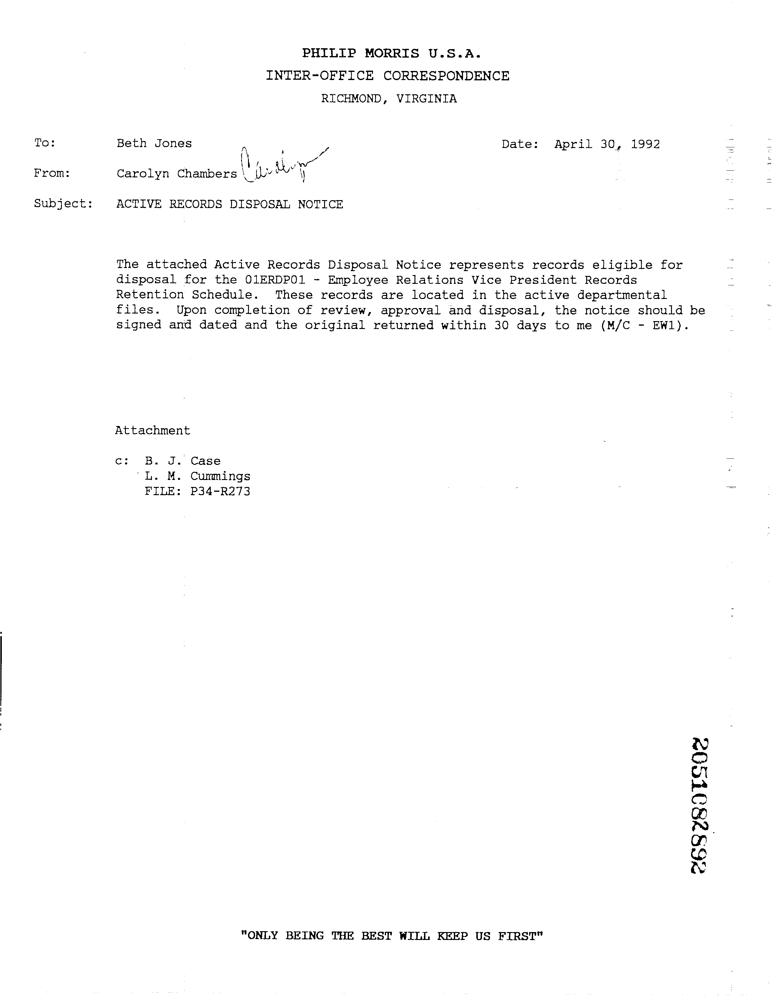 PHILIP MORRIS U.S.A.
INTER-OFFICE CORRESPONDENCE
RICHMOND, VIRGINIA
To: Beth Jones Date: April 30, 1992
From: Carolyn Chambers Carolyn
Subject: ACTIVE RECORDS DISPOSAL NOTICE
The attached Active Records Disposal Notice represents records eligible for
disposal for the 01ERDP01 - Employee Relations Vice President Records
Retention Schedule. These records are located in the active departmental
files. Upon completion of review, approval and disposal, the notice should be
signed and dated and the original returned within 30 days to me (M/C - EW1).
Attachment
c: B. J. Case
L. M. Cummings
FILE: P34-R273
2051082892
"ONLY BEING THE BEST WILL KEEP US FIRST"